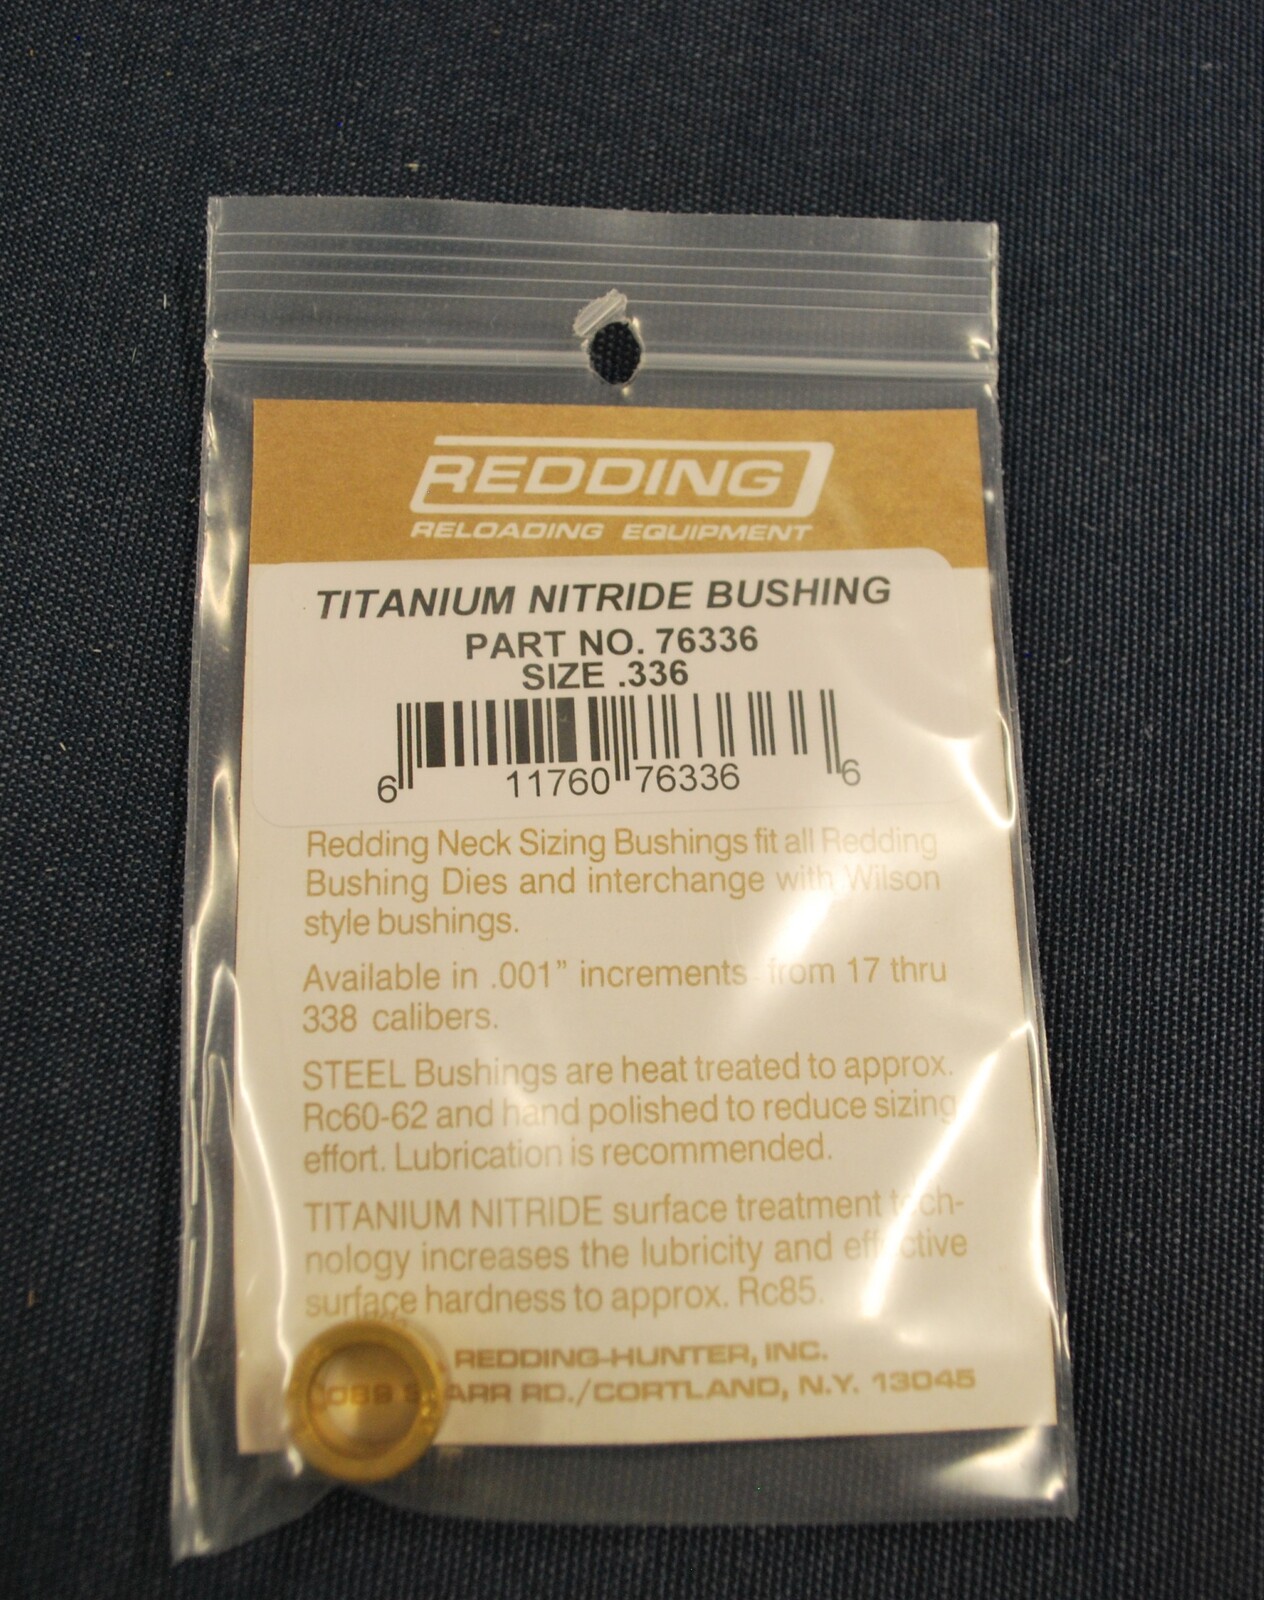 REDDING
RELOADING EQUIPMENT
TITANIUM NITRIDE BUSHING
PART NO. 76336
SIZE .336
6 11760 76336 6
Redding Neck Sizing Bushings fit all Redding
Bushing Dies and interchange with Wilson
style bushings.
Available in .001” increments from 17 thru
338 calibers.
STEEL Bushings are heat treated to approx.
Rc60-62 and hand polished to reduce sizing
effort. Lubrication is recommended.
TITANIUM NITRIDE surface treatment tech-
nology increases the lubricity and effective
surface hardness to approx. Rc85.
REDDING-HUNTER, INC.
RD./CORTLAND, N.Y. 13045